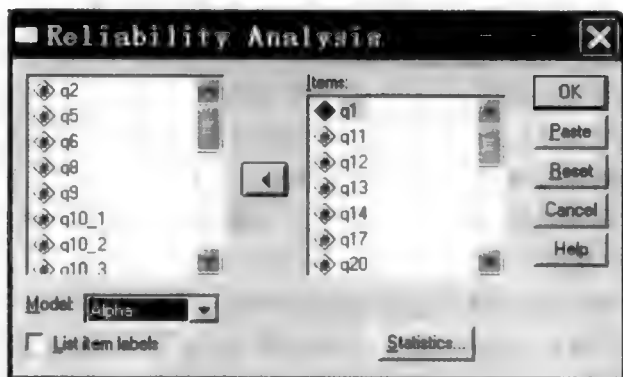 Reliability Analysis
q2
q5
q6
q8
q9
q10_1
q10_2
q10_3
Items:
q1
q11
q12
q13
q14
q17
q20
OK
Paste
Reset
Cancel
Help
Model:
Alpha
List item labels
Statistics...